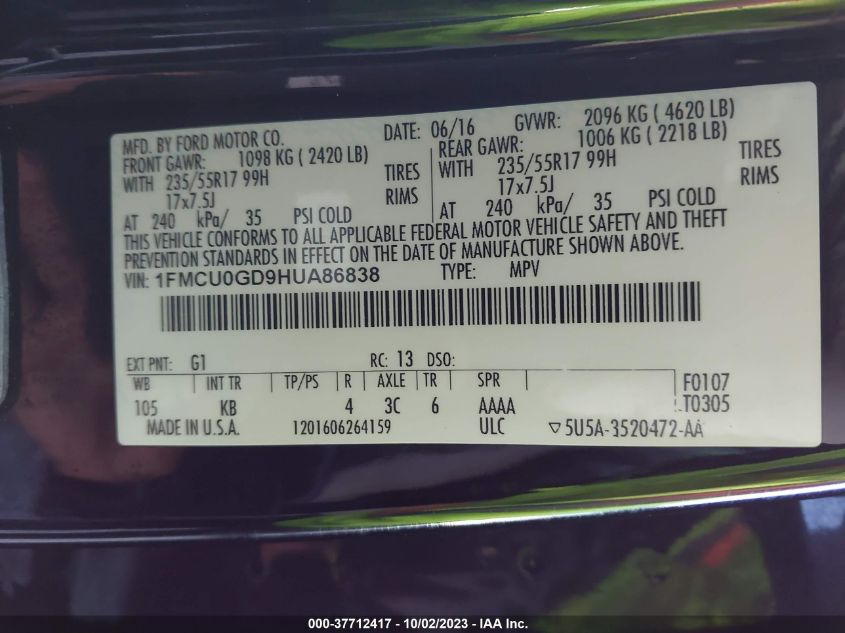 MFD. BY FORD MOTOR CO. DATE: 06/16 GVWR: 2096 KG ( 4620 LB)
FRONT GAWR: 1098 KG ( 2420 LB) REAR GAWR: 1006 KG ( 2218 LB)
WITH 235/55R17 99H TIRES WITH 235/55R17 99H TIRES
17x7.5J RIMS 17x7.5J RIMS
AT 240 kPa/ 35 PSI COLD AT 240 kPa/ 35 PSI COLD
THIS VEHICLE CONFORMS TO ALL APPLICABLE FEDERAL MOTOR VEHICLE SAFETY AND THEFT
PREVENTION STANDARDS IN EFFECT ON THE DATE OF MANUFACTURE SHOWN ABOVE.
VIN: 1FMCU0GD9HUA86838 TYPE: MPV
EXT PNT: G1 RC: 13 DSO:
WB INT TR TP/PS R AXLE TR SPR F0107
105 KB 4 3C 6 AAAA T0305
MADE IN U.S.A. 1201606264159 ULC ▽5U5A-3520472-AA
000-37712417 - 10/02/2023 - IAA Inc.